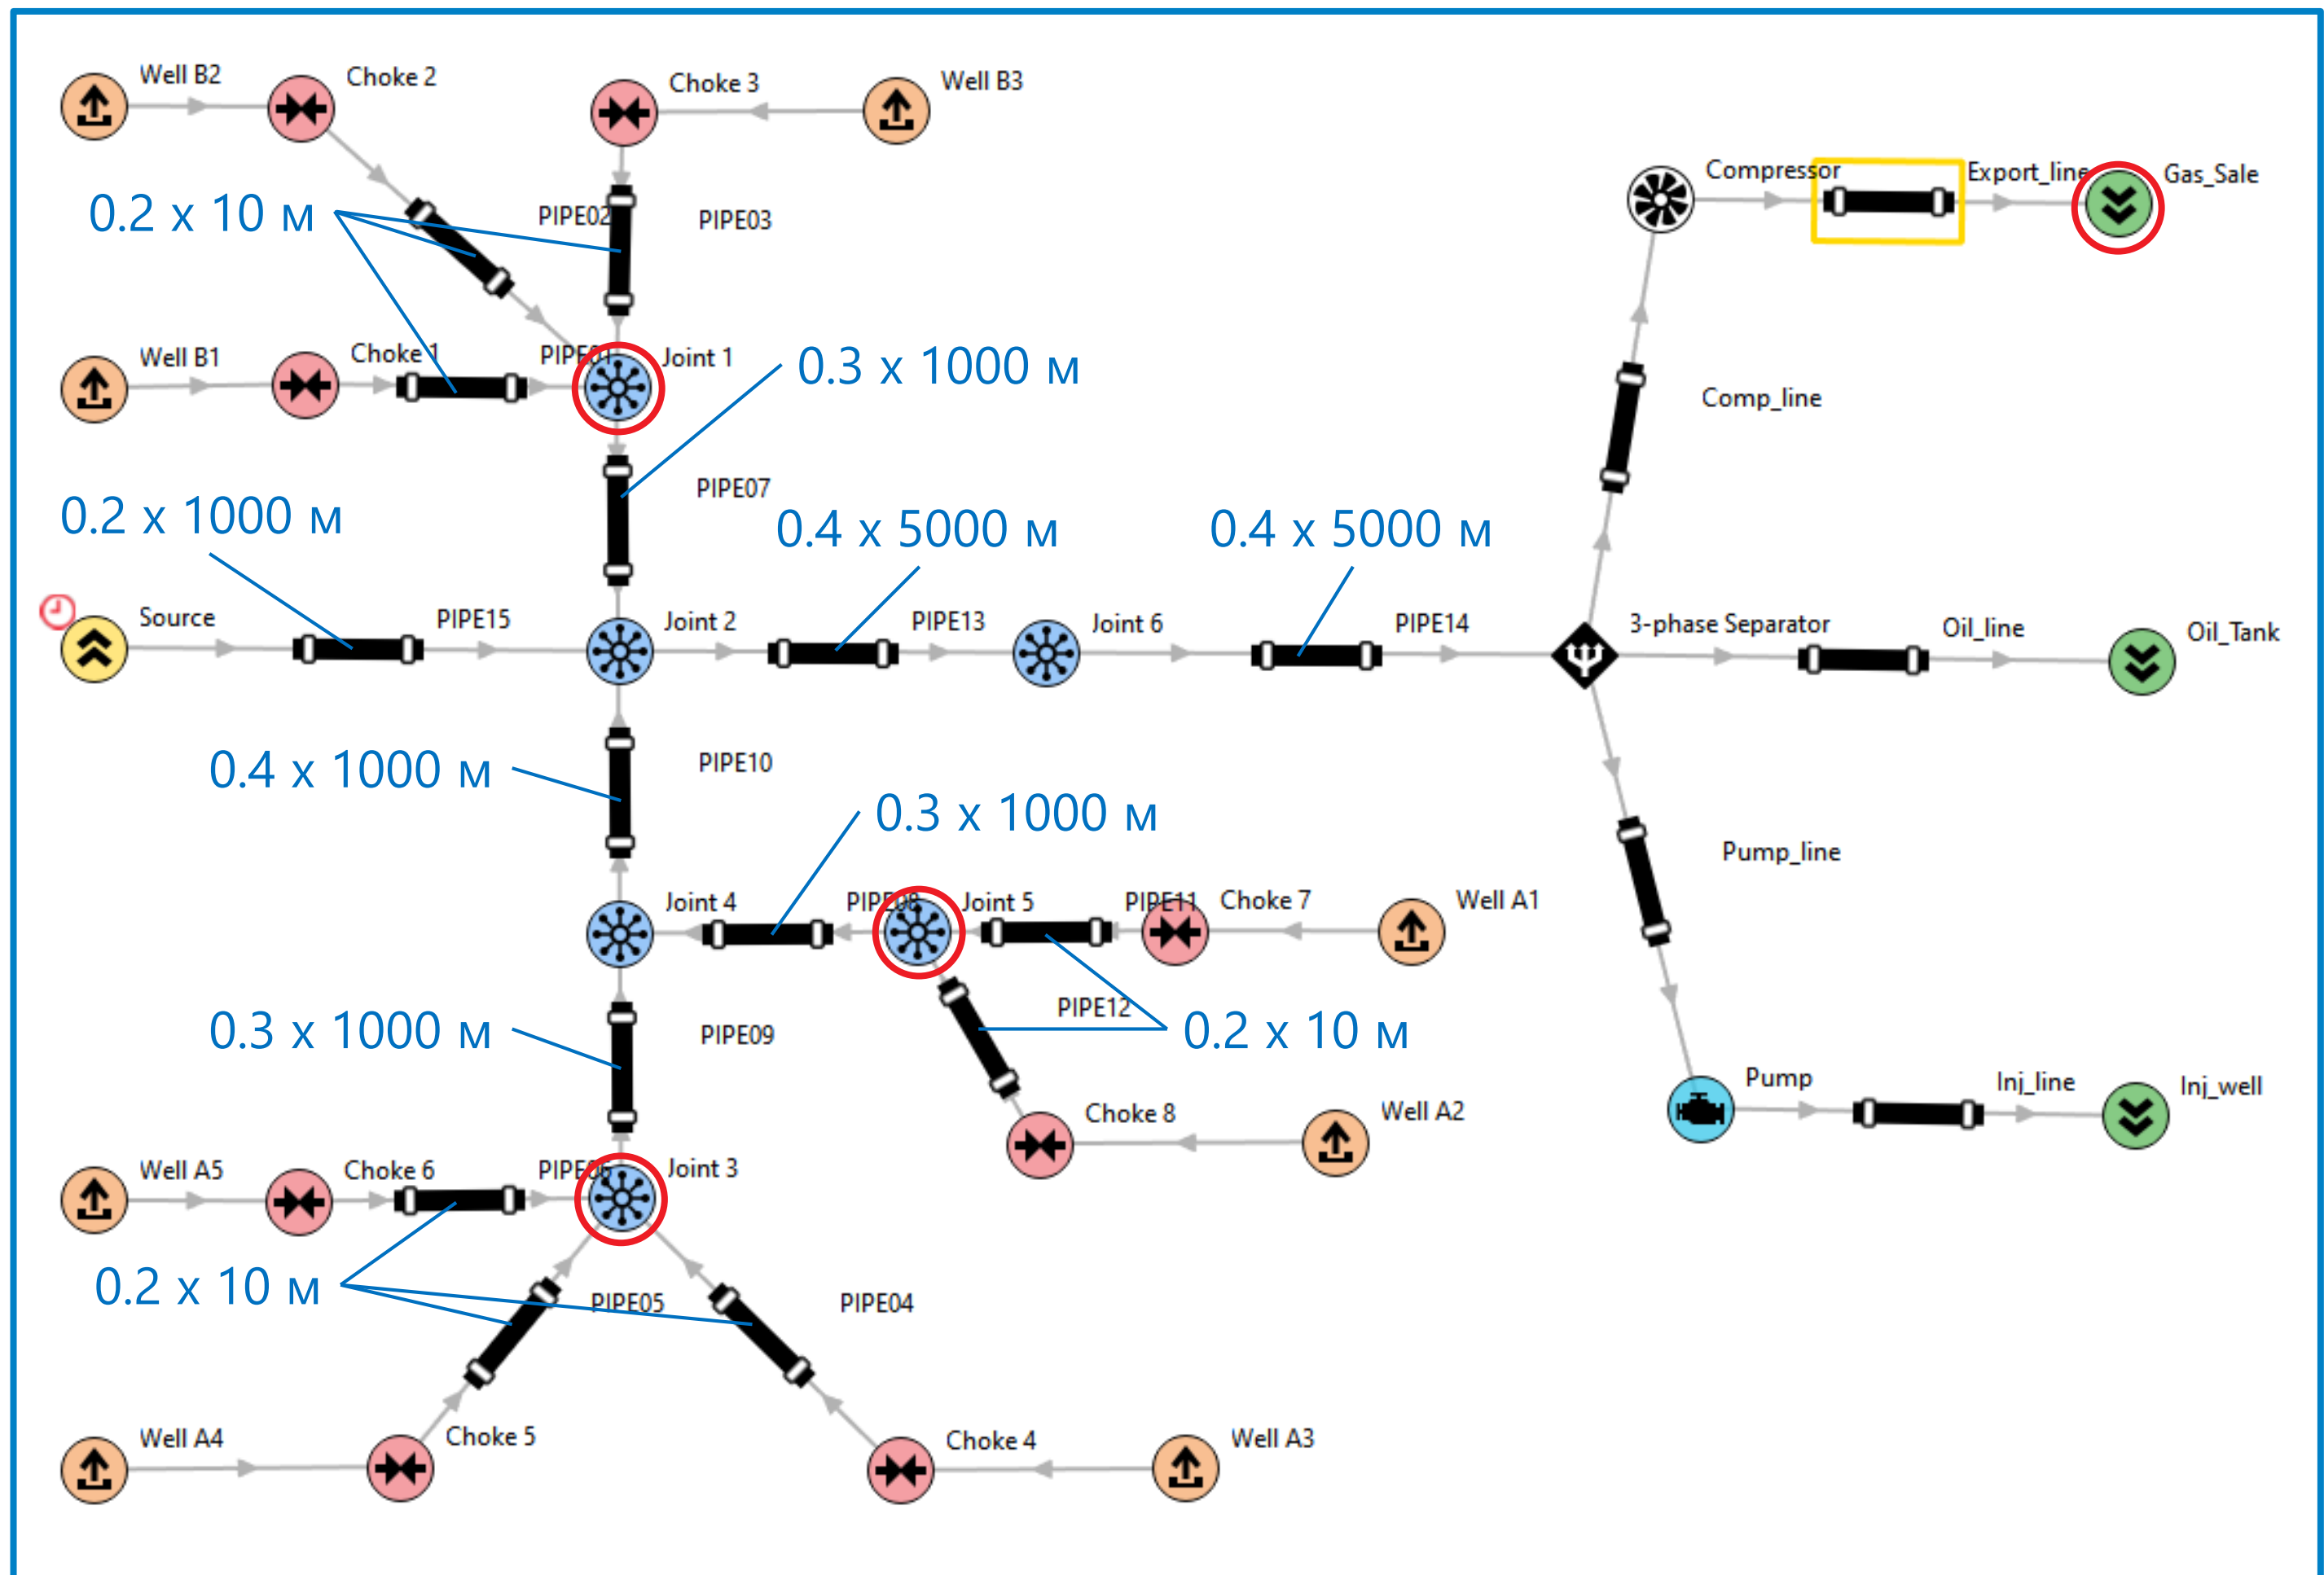 Well B2
Choke 2
Choke 3
Well B3
0.2 x 10 м
PIPE02
PIPE03
Compressor
Export_line
Gas_Sale
Well B1
Choke 1
PIPE01
Joint 1
0.3 x 1000 м
Comp_line
0.2 x 1000 м
PIPE07
0.4 x 5000 м
0.4 x 5000 м
Source
PIPE15
Joint 2
PIPE13
Joint 6
PIPE14
3-phase Separator
Oil_line
Oil_Tank
0.4 x 1000 м
PIPE10
0.3 x 1000 м
Pump_line
Joint 4
PIPE08
Joint 5
PIPE11
Choke 7
Well A1
0.3 x 1000 м
PIPE09
PIPE12
0.2 x 10 м
Choke 8
Well A2
Pump
Inj_line
Inj_well
Well A5
Choke 6
PIPE06
Joint 3
0.2 x 10 м
PIPE05
PIPE04
Well A4
Choke 5
Choke 4
Well A3